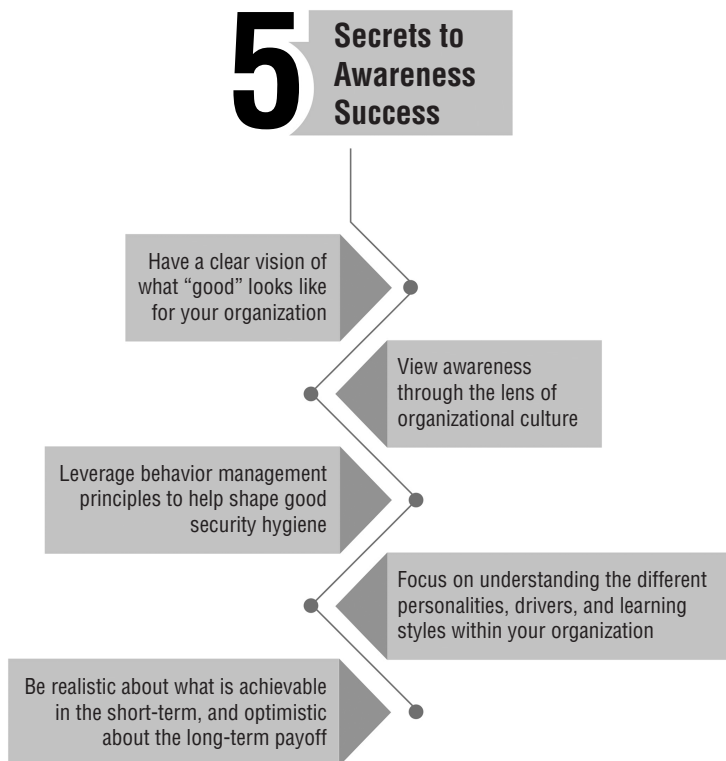 5
Secrets to
Awareness
Success
Have a clear vision of
what “good” looks like
for your organization
View awareness
through the lens of
organizational culture
Leverage behavior management
principles to help shape good
security hygiene
Focus on understanding the different
personalities, drivers, and learning
styles within your organization
Be realistic about what is achievable
in the short-term, and optimistic
about the long-term payoff